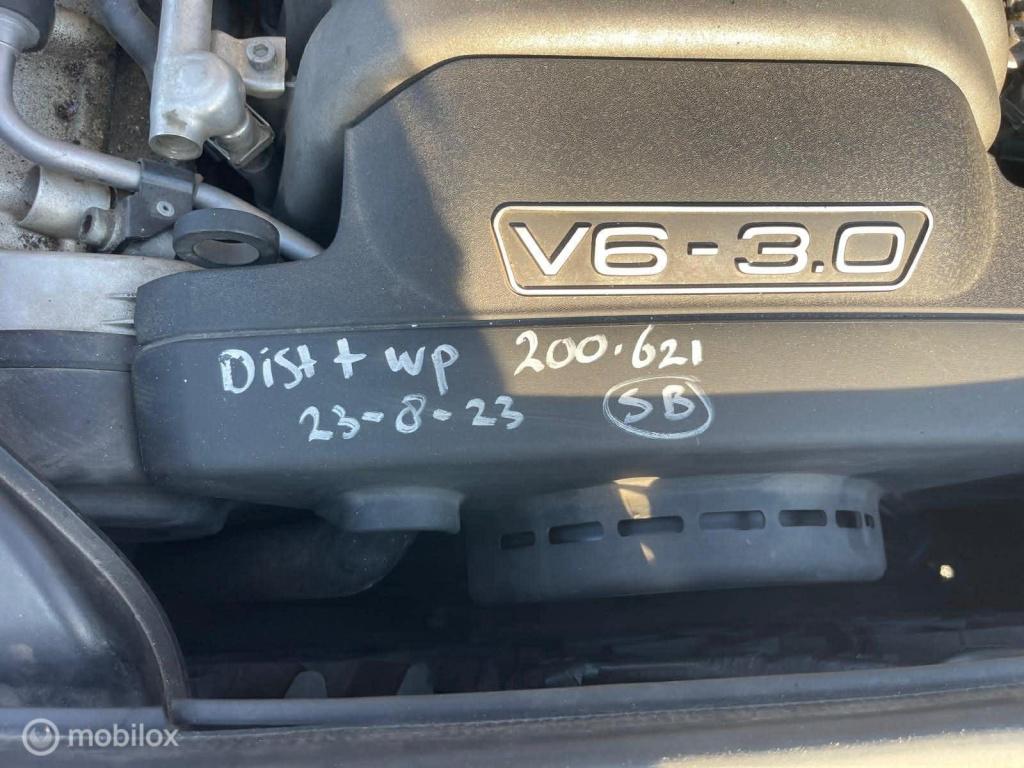 V6-3.0
Dist + wp 200.621
23-8-23 SB
mobilox